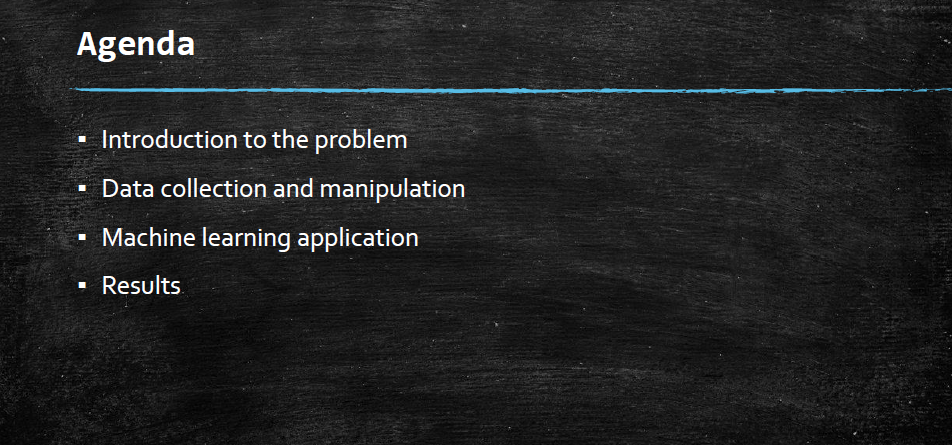 Agenda
▪ Introduction to the problem
▪ Data collection and manipulation
▪ Machine learning application
▪ Results